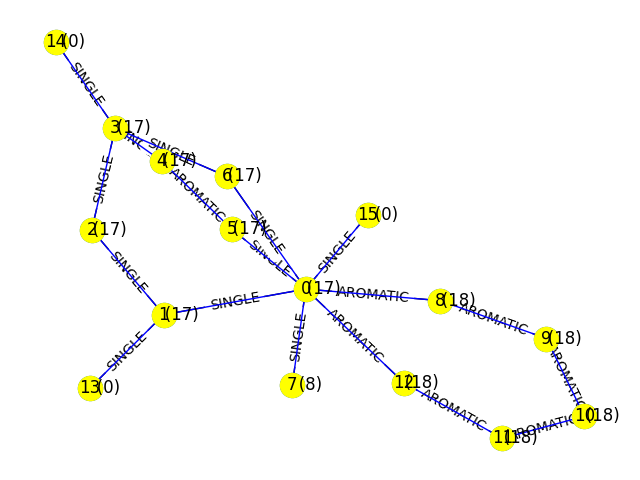 14(0)
SINGLE
3(17)
SINGLE
4(17)
6(17)
SINGLE
AROMATIC
SINGLE
2(17)
5(17)
15(0)
SINGLE
SINGLE
SINGLE
0(17)
AROMATIC
8(18)
1(17)
SINGLE
AROMATIC
9(18)
SINGLE
SINGLE
AROMATIC
AROMATIC
13(0)
7(8)
12(18)
AROMATIC
10(18)
11(18)
AROMATIC